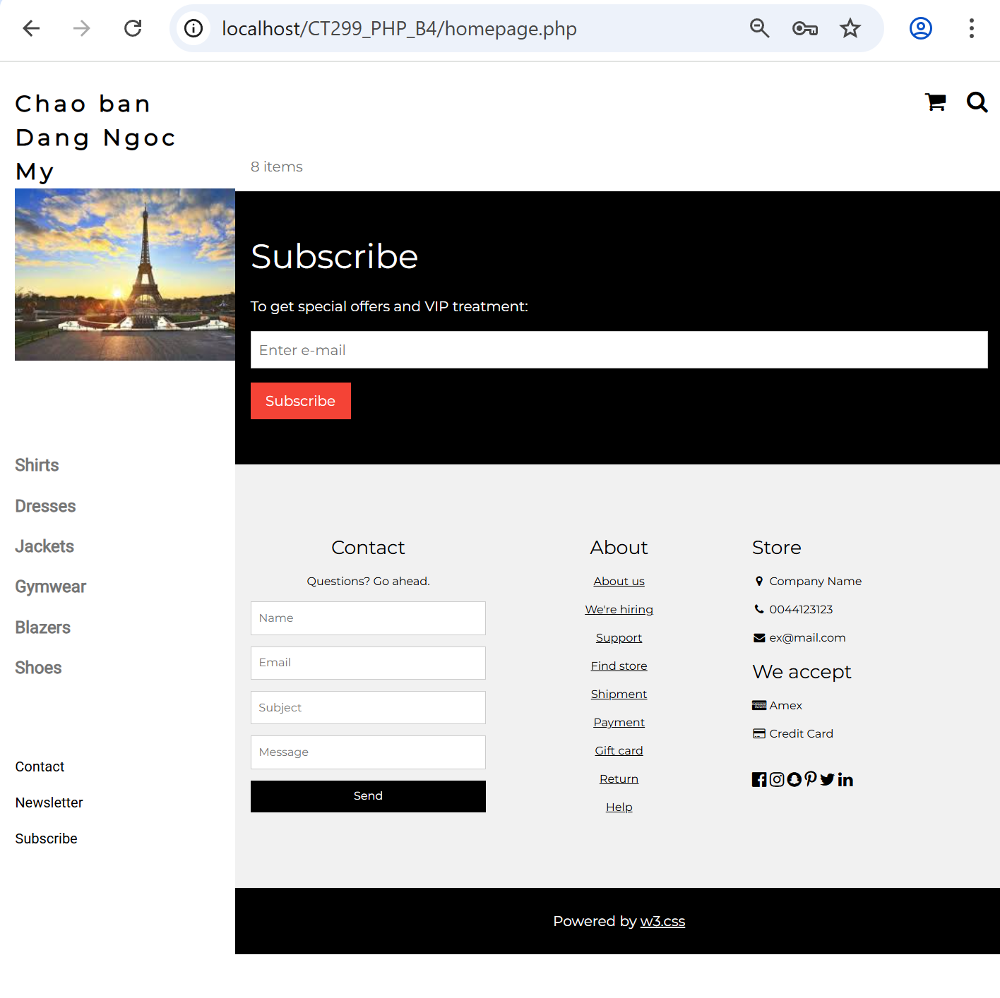 localhost/CT299_PHP_B4/homepage.php
Chao ban
Dang Ngoc
My
Shirts
Dresses
Jackets
Gymwear
Blazers
Shoes
Contact
Newsletter
Subscribe
8 items
Subscribe
To get special offers and VIP treatment:
Enter e-mail
Subscribe
Contact
Questions? Go ahead.
Name
Email
Subject
Message
Send
About
About us
We're hiring
Support
Find store
Shipment
Payment
Gift card
Return
Help
Store
Company Name
0044123123
ex@mail.com
We accept
Amex
Credit Card
Powered by w3.css